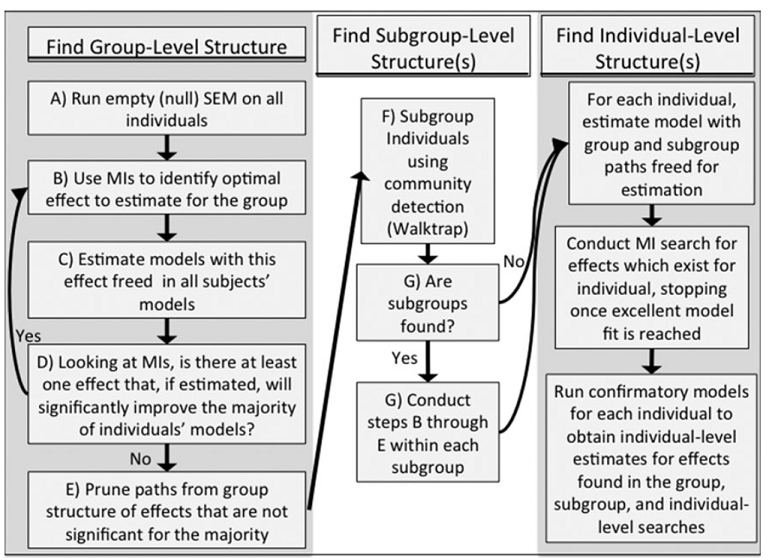 Find Group-Level Structure
A) Run empty (null) SEM on all
individuals
B) Use MIs to identify optimal
effect to estimate for the group
C) Estimate models with this
effect freed in all subjects'
models
Yes
D) Looking at MIs, is there at least
one effect that, if estimated, will
significantly improve the majority
of individuals' models?
No
E) Prune paths from group
structure of effects that are not
significant for the majority
Find Subgroup-Level
Structure(s)
F) Subgroup
Individuals
using
community
detection
(Walktrap)
No
G) Are
subgroups
found?
Yes
G) Conduct
steps B through
E within each
subgroup
Find Individual-Level
Structure(s)
For each individual,
estimate model with
group and subgroup
paths freed for
estimation
Conduct MI search for
effects which exist for
individual, stopping
once excellent model
fit is reached
Run confirmatory models
for each individual to
obtain individual-level
estimates for effects
found in the group,
subgroup, and individual-
level searches